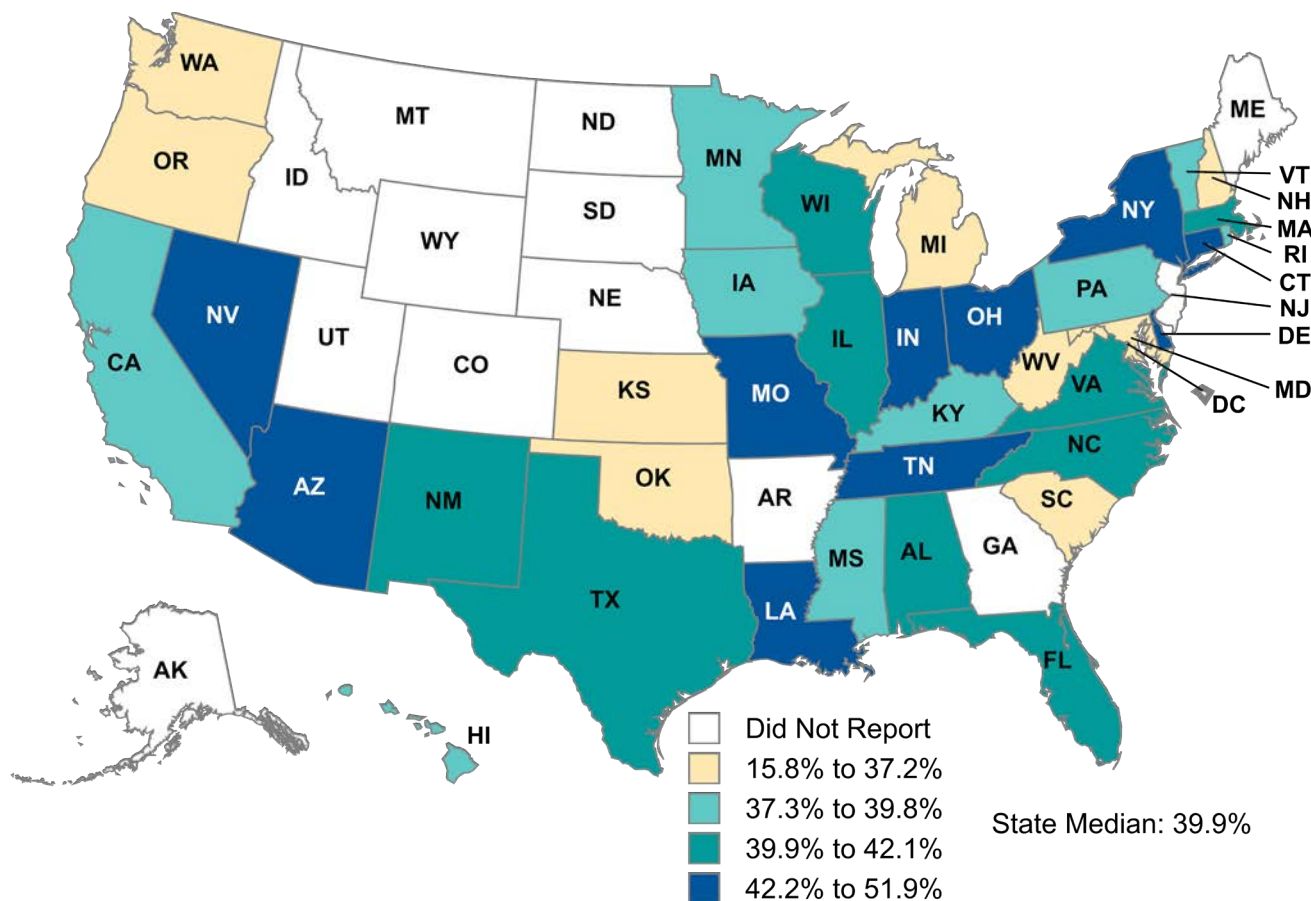 WA
MT
ND
ME
OR
ID
MN
VT
NH
SD
WI
NY
MA
WY
MI
RI
CT
NE
IA
PA
NJ
NV
UT
CO
IL
IN
OH
DE
CA
KS
MO
WV
VA
MD
DC
KY
NC
AZ
NM
OK
TN
AR
SC
MS
AL
GA
TX
LA
FL
AK
HI
Did Not Report
15.8% to 37.2%
37.3% to 39.8%
State Median: 39.9%
39.9% to 42.1%
42.2% to 51.9%